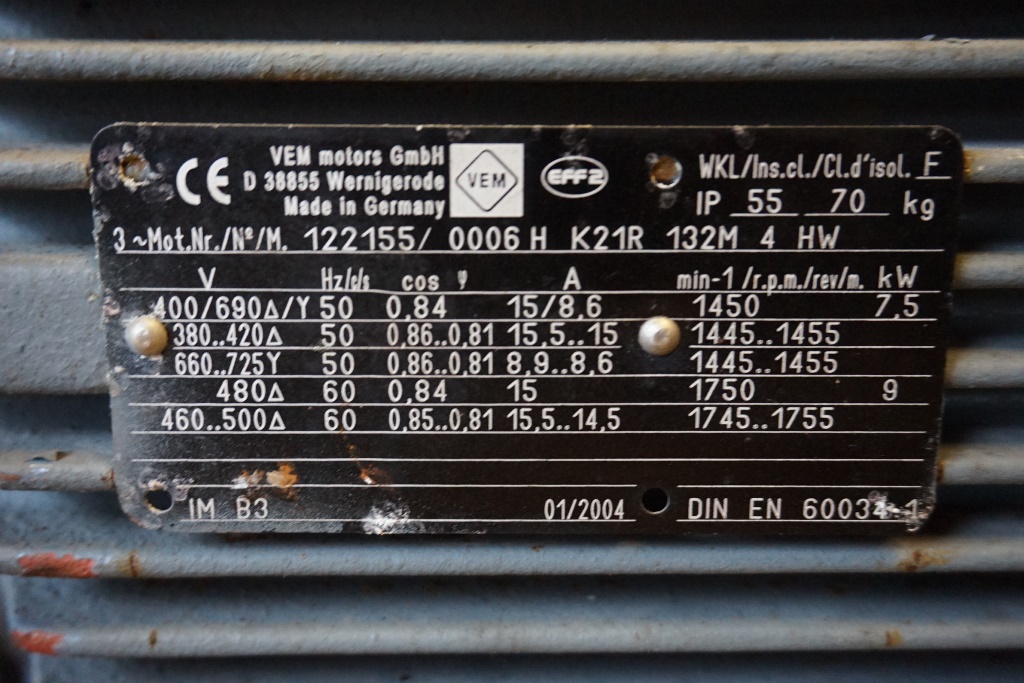 CE
VEM motors GmbH
D 38855 Wernigerode
Made in Germany
VEM
EFF2
WKL/Ins.cl./Cl.d'isol. F
IP 55 70 kg
3 ~Mot.Nr./Nº/M. 122155/ 0006 H K21R 132M 4 HW
V Hz/c/s cos φ A min-1/r.p.m./rev/m. kW
400/690Δ/Y 50 0,84 15/8,6 1450 7,5
380..420Δ 50 0,86..0,81 15,5..15 1445..1455
660..725Y 50 0,86..0,81 8,9..8,6 1445..1455
480Δ 60 0,84 15 1750 9
460..500Δ 60 0,85..0,81 15,5..14,5 1745..1755
IM B3 01/2004 DIN EN 60034-1